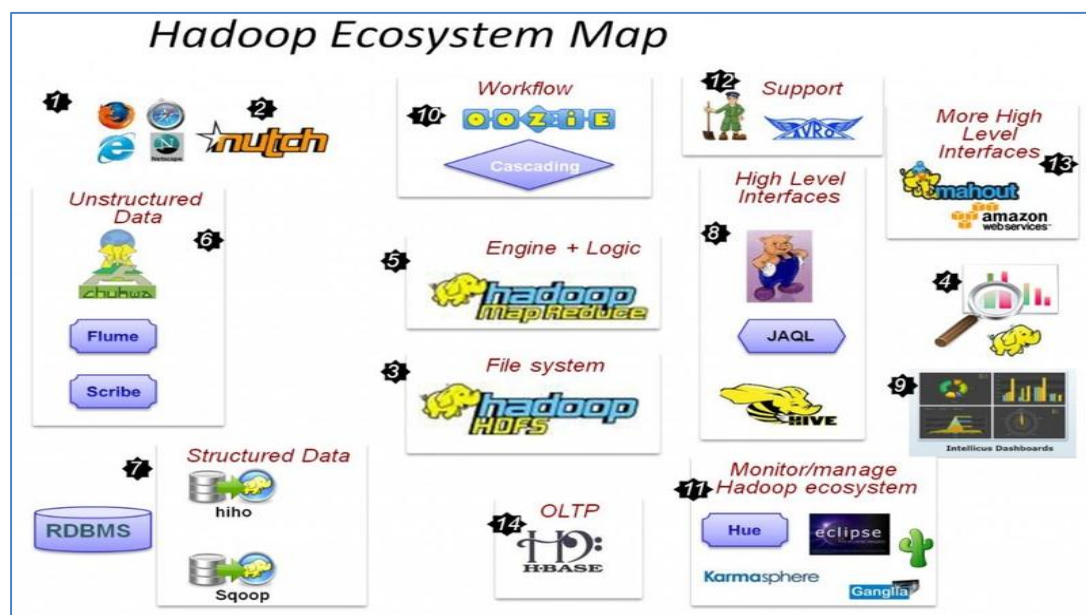 Hadoop Ecosystem Map
1
Netscape
2
nutch
Workflow
10
OOZiE
Cascading
12
Support
AVRO
More High
Level
Interfaces
13
mahout
amazon
webservices™
Unstructured
Data
6
chukwa
Flume
Scribe
5
Engine + Logic
hadoop
Map Reduce
3
File system
hadoop
HDFS
High Level
Interfaces
8
JAQL
HIVE
4
9
Intellicus Dashboards
7
Structured Data
RDBMS
hiho
Sqoop
14
OLTP
H·BASE
Monitor/manage
11
Hadoop ecosystem
Hue
eclipse
Karmasphere
Ganglia